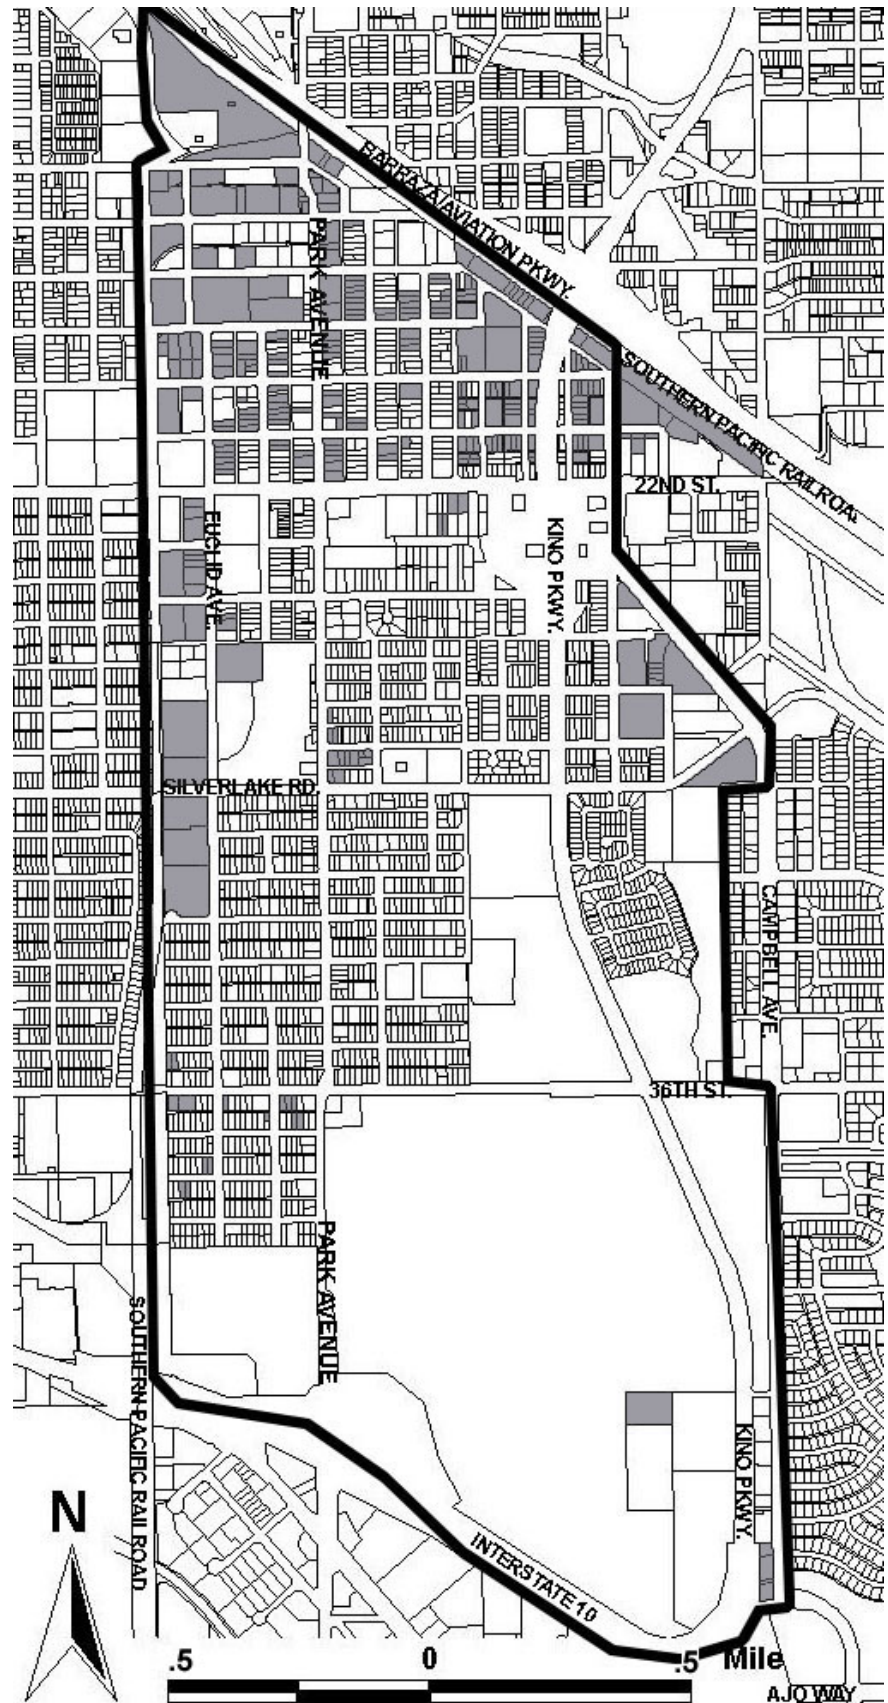 BARRAZA/AVIATION PKWY.
PARK AVENUE
SOUTHERN PACIFIC RAILROAD
22ND ST.
EUCLID AVE.
KINO PKWY.
SILVERLAKE RD.
CAMPBELL AVE.
36TH ST.
PARK AVENUE
SOUTHERN PACIFIC RAIL ROAD
KINO PKWY.
N
INTERSTATE 10
.5 0 .5 Mile
AJO WAY